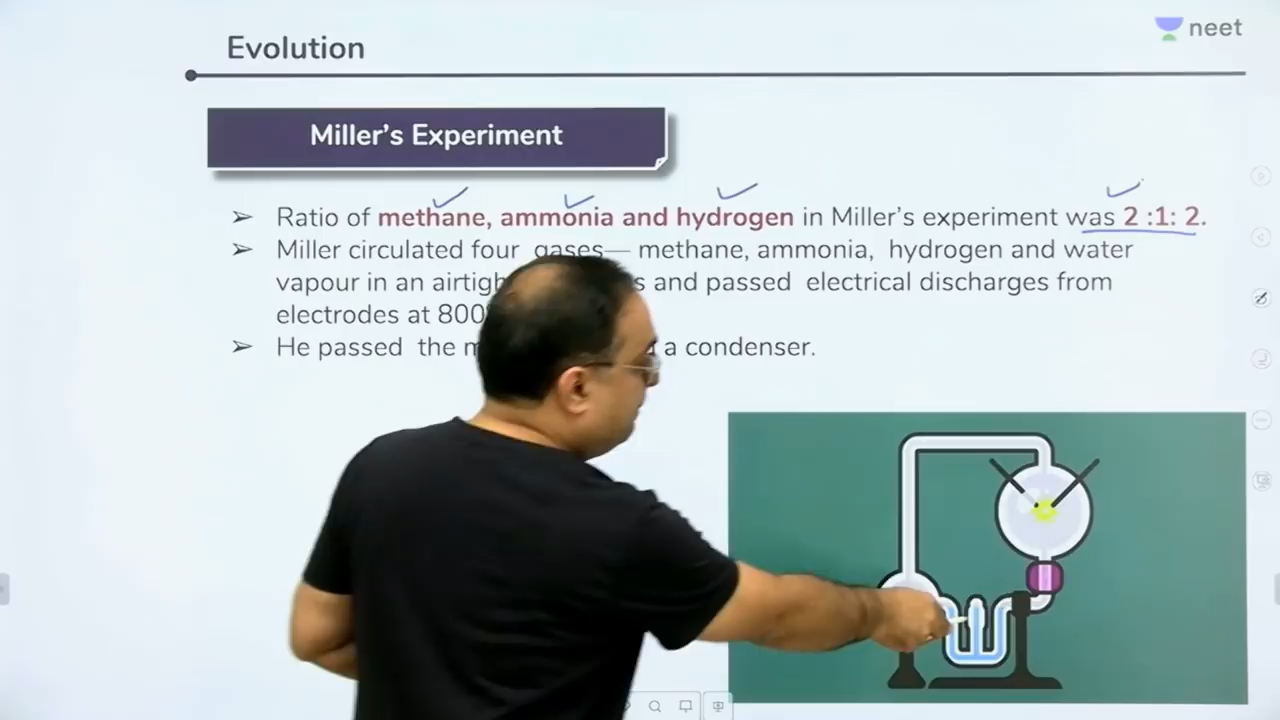 neet
Evolution
Miller's Experiment
➢ Ratio of methane, ammonia and hydrogen in Miller's experiment was 2 :1: 2.
➢ Miller circulated four gases— methane, ammonia, hydrogen and water
vapour in an s and passed electrical discharges from
electrodes at 800
➢ He passed the a condenser.